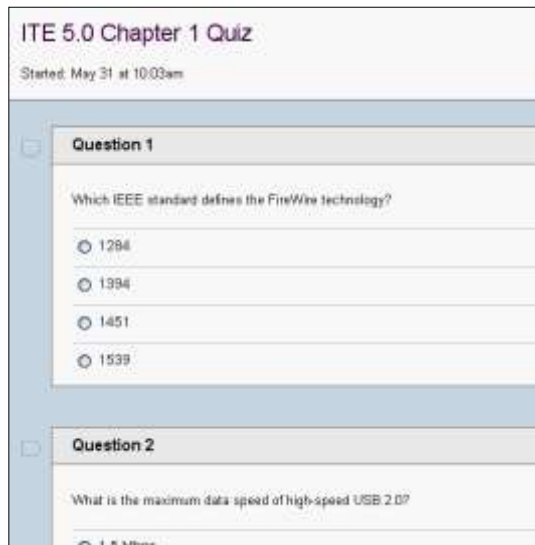 ITE 5.0 Chapter 1 Quiz
Started: May 31 at 10:03am
Question 1
Which IEEE standard defines the FireWire technology?
1284
1394
1451
1539
Question 2
What is the maximum data speed of high-speed USB 2.0?